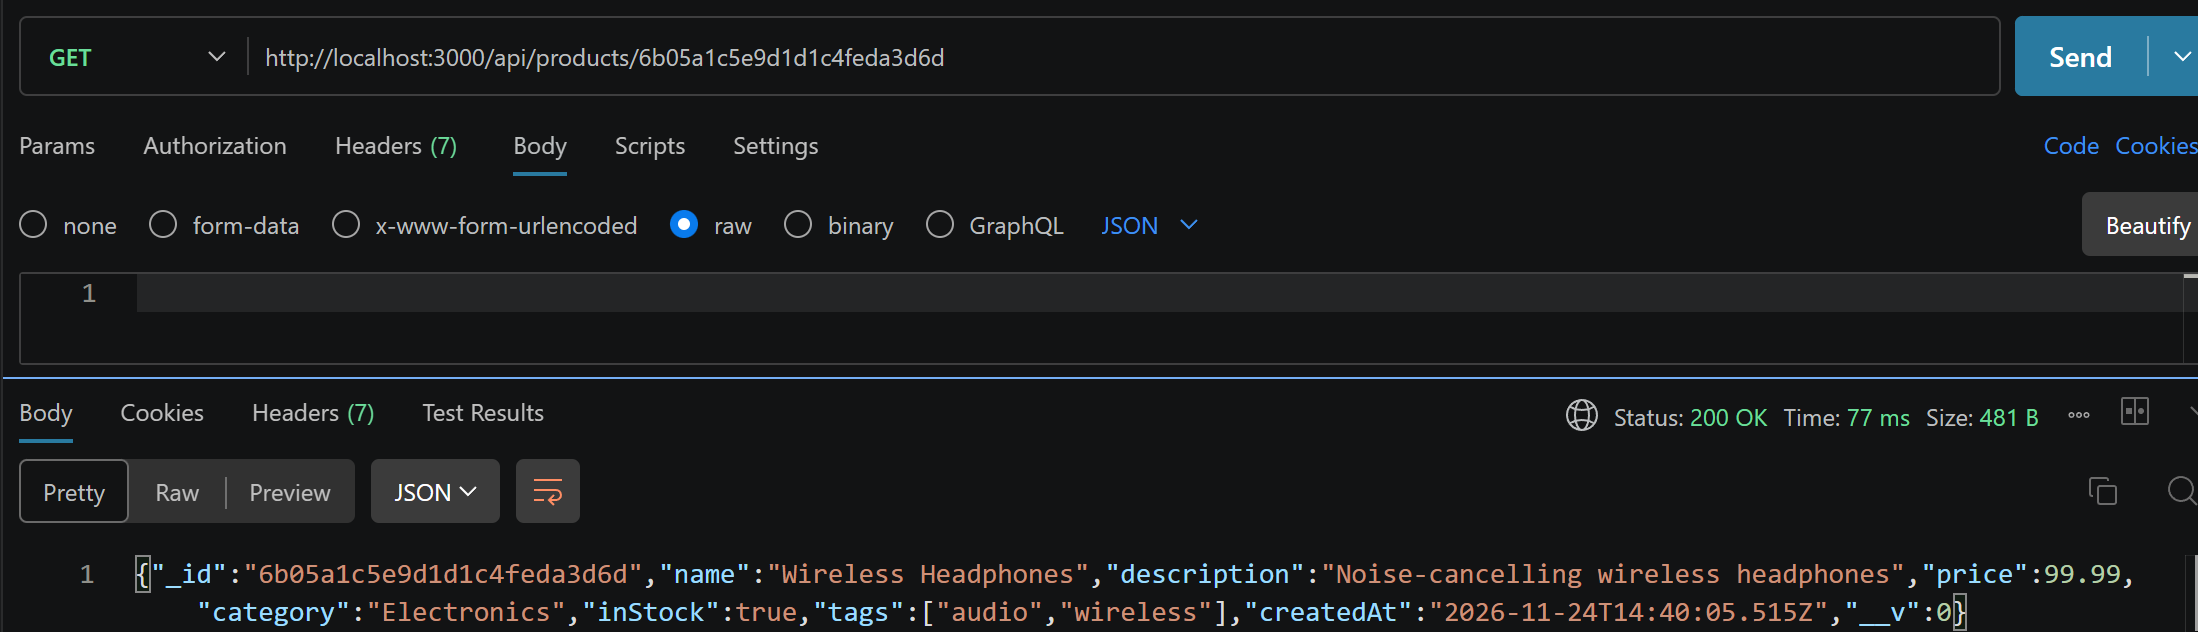 GET http://localhost:3000/api/products/6b05a1c5e9d1d1c4feda3d6d Send
Params Authorization Headers (7) Body Scripts Settings Code Cookies
none form-data x-www-form-urlencoded raw binary GraphQL JSON Beautify
1
Body Cookies Headers (7) Test Results Status: 200 OK Time: 77 ms Size: 481 B
Pretty Raw Preview JSON
1 {"_id":"6b05a1c5e9d1d1c4feda3d6d","name":"Wireless Headphones","description":"Noise-cancelling wireless headphones","price":99.99,
"category":"Electronics","inStock":true,"tags":["audio","wireless"],"createdAt":"2026-11-24T14:40:05.515Z","__v":0}